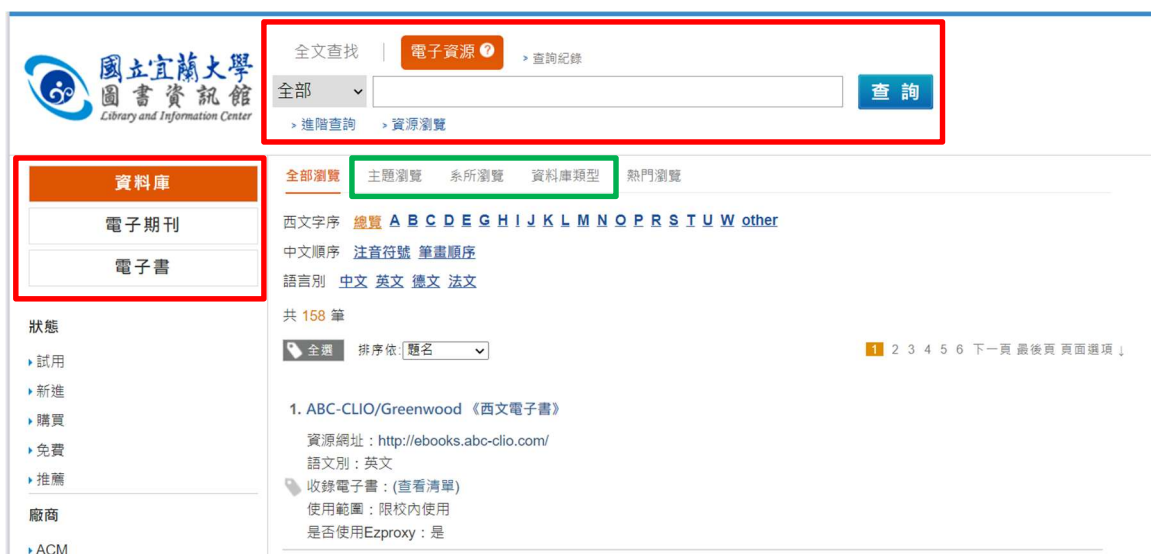 國立宜蘭大學
圖書資訊館
Library and Information Center
全文查找 | 電子資源 ? › 查詢紀錄
全部 查詢
› 進階查詢 › 資源瀏覽
資料庫
電子期刊
電子書
狀態
試用
新進
購買
免費
推薦
廠商
ACM
全部瀏覽 主題瀏覽 系所瀏覽 資料庫類型 熱門瀏覽
西文字序 總覽 A B C D E G H I J K L M N O P R S T U W other
中文順序 注音符號 筆畫順序
語言別 中文 英文 德文 法文
共 158 筆
全選 排序依: 題名 1 2 3 4 5 6 下一頁 最後頁 頁面選項 ↓
1. ABC-CLIO/Greenwood 《西文電子書》
資源網址：http://ebooks.abc-clio.com/
語文別：英文
收錄電子書：(查看清單)
使用範圍：限校內使用
是否使用Ezproxy：是